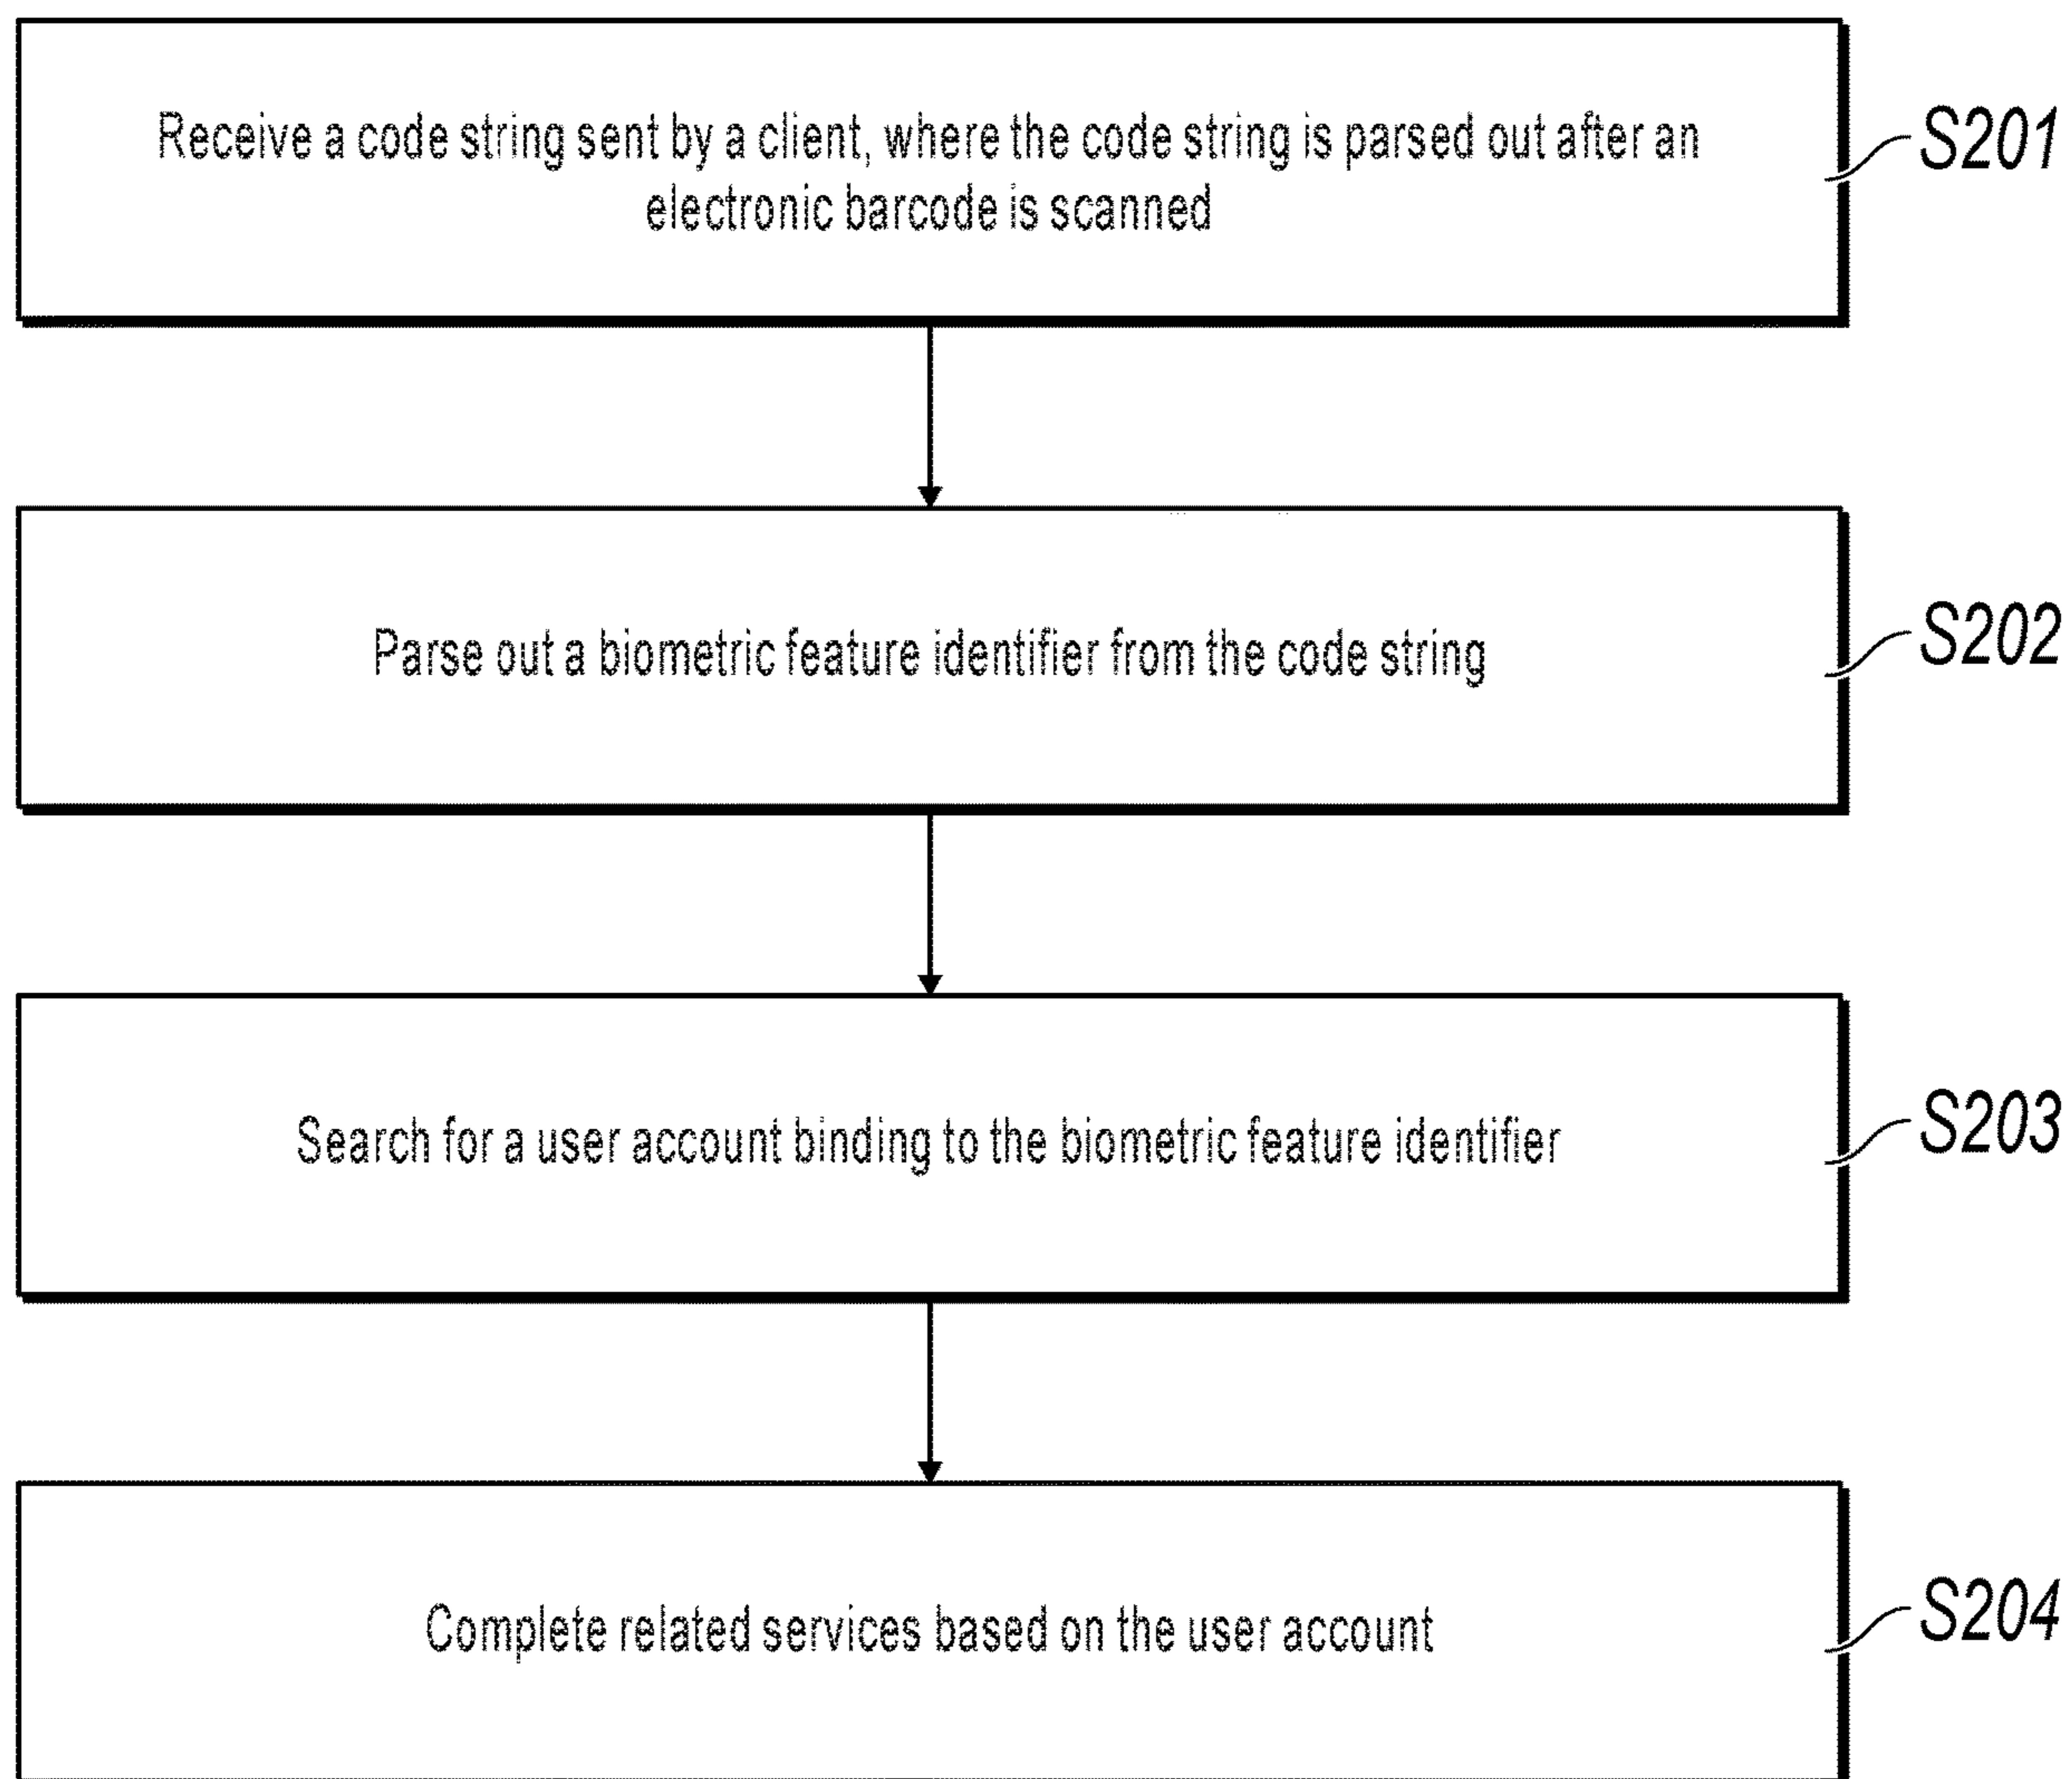 Receive a code string sent by a client, where the code string is parsed out after an
electronic barcode is scanned
S201
Parse out a biometric feature identifier from the code string
S202
Search for a user account binding to the biometric feature identifier
S203
Complete related services based on the user account
S204